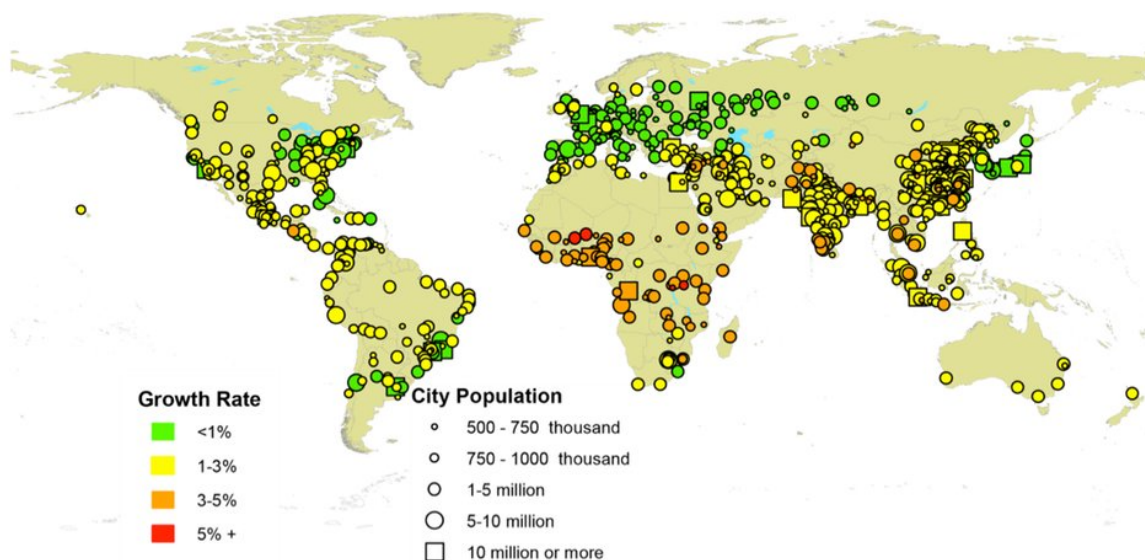 Growth Rate
<1%
1-3%
3-5%
5% +
City Population
500 - 750 thousand
750 - 1000 thousand
1-5 million
5-10 million
10 million or more